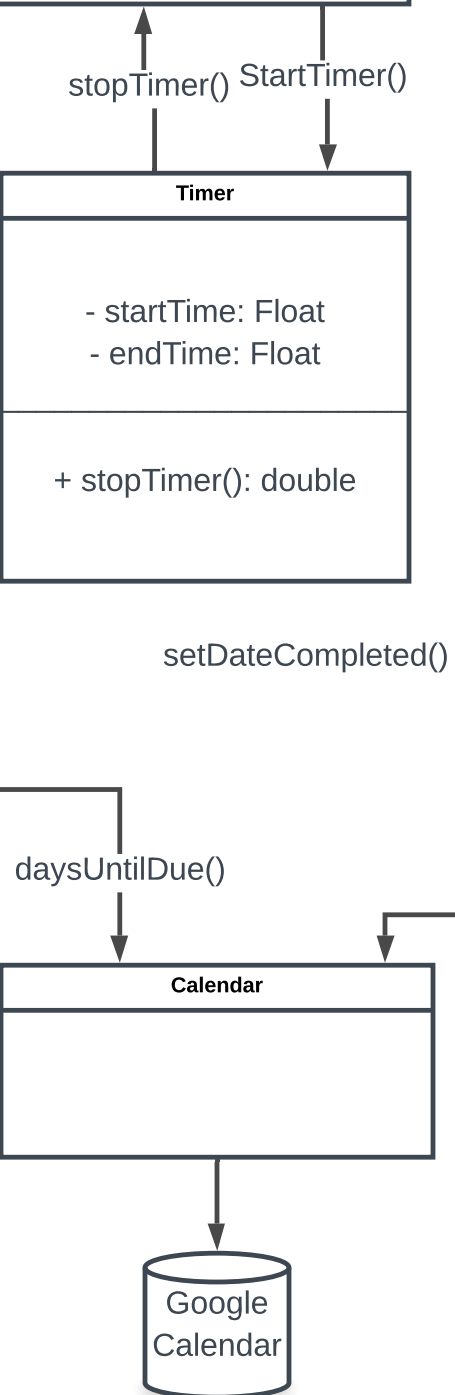 stopTimer() StartTimer()
Timer
- startTime: Float
- endTime: Float
+ stopTimer(): double
setDateCompleted()
daysUntilDue()
Calendar
Google
Calendar